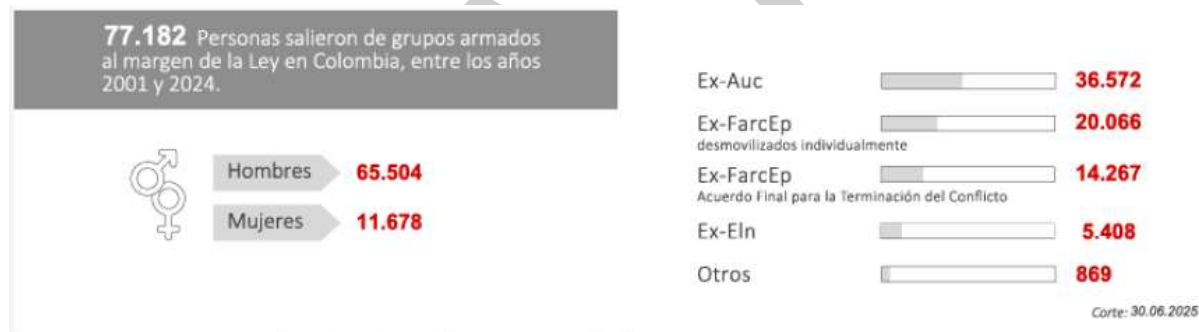 77.182 Personas salieron de grupos armados
al margen de la Ley en Colombia, entre los años
2001 y 2024.
Hombres 65.504
Mujeres 11.678
Ex-Auc 36.572
Ex-FarcEp 20.066
desmovilizados individualmente
Ex-FarcEp 14.267
Acuerdo Final para la Terminación del Conflicto
Ex-Eln 5.408
Otros 869
Corte: 30.06.2025